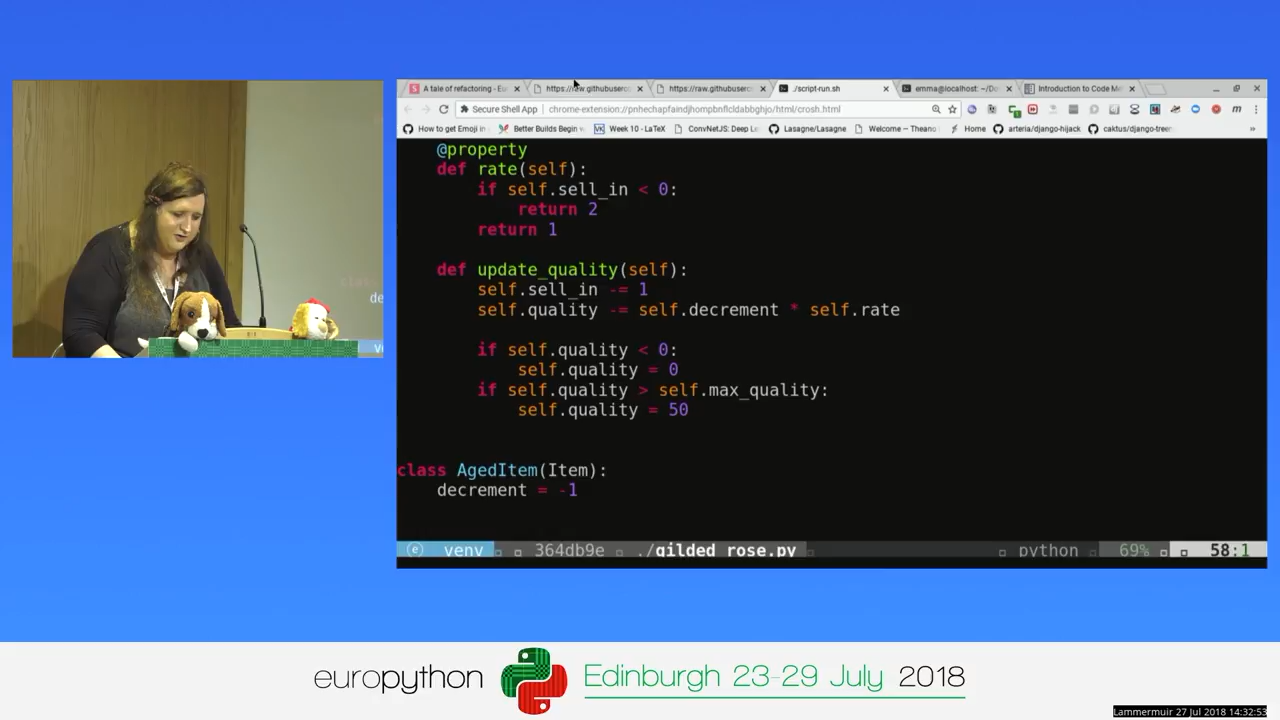 A tale of refactoring - Eu
https://raw.githubuserc
https://raw.githubuserc
./script-run.sh
emma@localhost: ~/Do
Introduction to Code Me
Secure Shell App
chrome-extension://pnhechapfaindjhompbnflcldabbghjo/html/crosh.html
How to get Emoji in
Better Builds Begin
Week 10 - LaTeX
ConvNetJS: Deep Le
Lasagne/Lasagne
Welcome — Theano
Home
arteria/django-hijack
caktus/django-treen
»
@property
def rate(self):
if self.sell_in < 0:
return 2
return 1
def update_quality(self):
self.sell_in -= 1
self.quality -= self.decrement * self.rate
if self.quality < 0:
self.quality = 0
if self.quality > self.max_quality:
self.quality = 50
class AgedItem(Item):
decrement = -1
venv 364db9e ./gilded_rose.py python 69% 58:1
clas
de
europython Edinburgh 23-29 July 2018
Lammermuir 27 Jul 2018 14:32:53